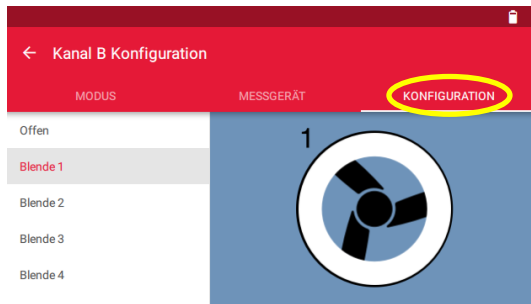 Kanal B Konfiguration
MODUS MESSGERÄT KONFIGURATION
Offen
Blende 1
Blende 2
Blende 3
Blende 4
1